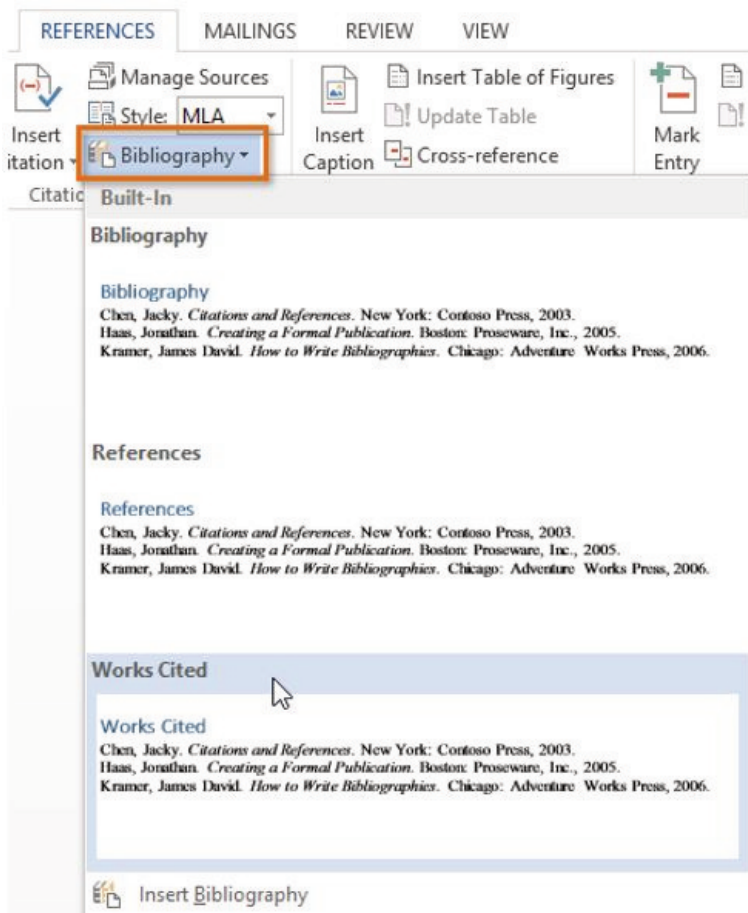 REFERENCES MAILINGS REVIEW VIEW
Manage Sources Insert Table of Figures
Style: MLA Update Table
Insert Insert Mark
itation Bibliography Caption Cross-reference Entry
Citatic
Built-In
Bibliography
Bibliography
Chen, Jacky. Citations and References. New York: Contoso Press, 2003.
Haas, Jonathan. Creating a Formal Publication. Boston: Proseware, Inc., 2005.
Kramer, James David. How to Write Bibliographies. Chicago: Adventure Works Press, 2006.
References
References
Chen, Jacky. Citations and References. New York: Contoso Press, 2003.
Haas, Jonathan. Creating a Formal Publication. Boston: Proseware, Inc., 2005.
Kramer, James David. How to Write Bibliographies. Chicago: Adventure Works Press, 2006.
Works Cited
Works Cited
Chen, Jacky. Citations and References. New York: Contoso Press, 2003.
Haas, Jonathan. Creating a Formal Publication. Boston: Proseware, Inc., 2005.
Kramer, James David. How to Write Bibliographies. Chicago: Adventure Works Press, 2006.
Insert Bibliography